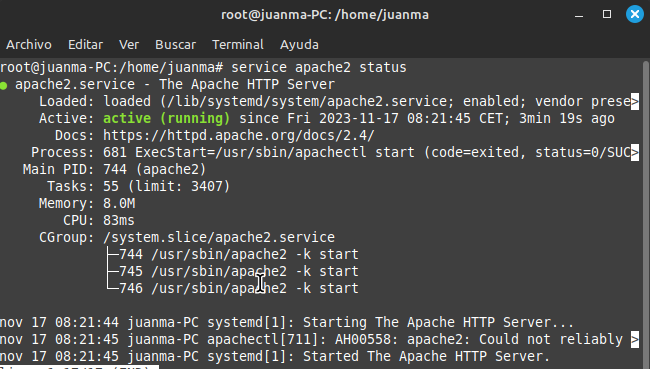 root@juanma-PC: /home/juanma
Archivo Editar Ver Buscar Terminal Ayuda
root@juanma-PC:/home/juanma# service apache2 status
● apache2.service - The Apache HTTP Server
Loaded: loaded (/lib/systemd/system/apache2.service; enabled; vendor prese>
Active: active (running) since Fri 2023-11-17 08:21:45 CET; 3min 19s ago
Docs: https://httpd.apache.org/docs/2.4/
Process: 681 ExecStart=/usr/sbin/apachectl start (code=exited, status=0/SUC>
Main PID: 744 (apache2)
Tasks: 55 (limit: 3407)
Memory: 8.0M
CPU: 83ms
CGroup: /system.slice/apache2.service
├─744 /usr/sbin/apache2 -k start
├─745 /usr/sbin/apache2 -k start
└─746 /usr/sbin/apache2 -k start
nov 17 08:21:44 juanma-PC systemd[1]: Starting The Apache HTTP Server...
nov 17 08:21:45 juanma-PC apachectl[711]: AH00558: apache2: Could not reliably >
nov 17 08:21:45 juanma-PC systemd[1]: Started The Apache HTTP Server.